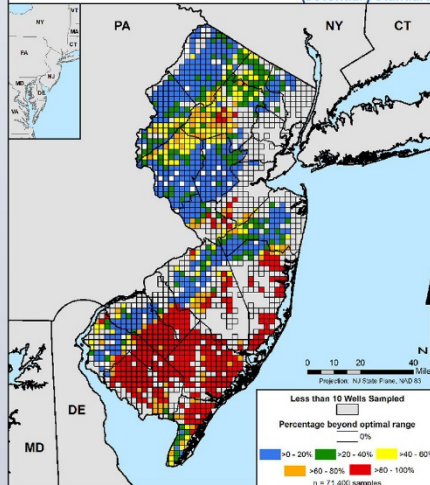 PA
NY
CT
VT
MA
NY
CT
PA
NJ
MD
DE
VA
DE
MD
N
0 10 20 40
Mile
Projection: NJ State Plane, NAD 83
Less than 10 Wells Sampled
Percentage beyond optimal range
0%
>0 - 20% >20 - 40% >40 - 60%
>60 - 80% >80 - 100%
n = 71,400 samples